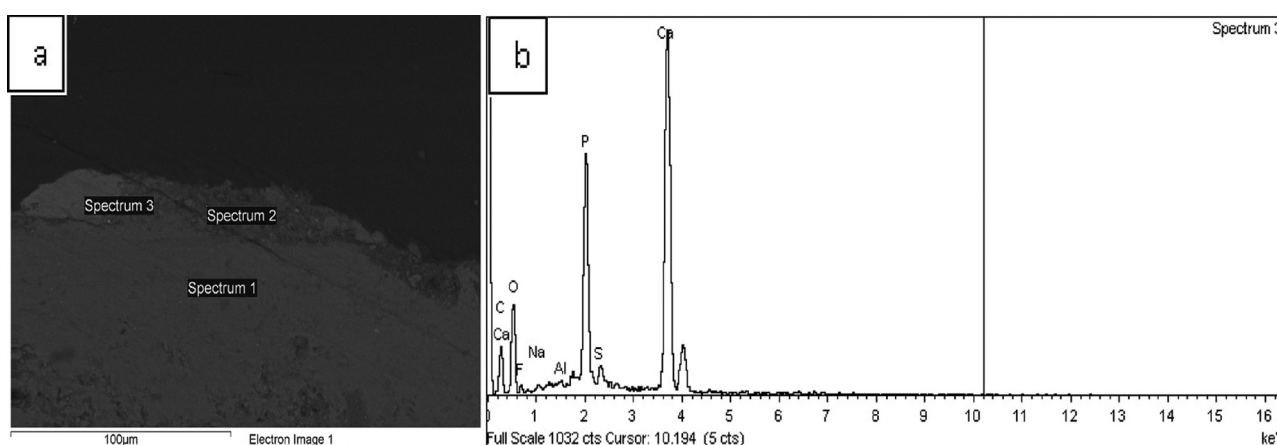 a
Spectrum 3
Spectrum 2
Spectrum 1
100µm Electron Image 1
b
Spectrum 3
Ca
P
O
C
Ca
F
Na
Al
S
0 1 2 3 4 5 6 7 8 9 10 11 12 13 14 15 16
Full Scale 1032 cts Cursor: 10.194 (5 cts)